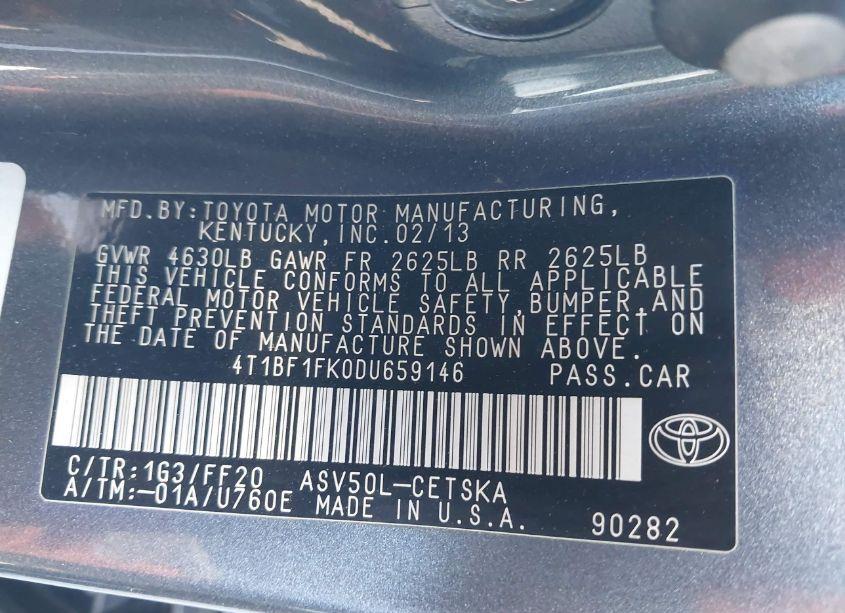 MFD.BY:TOYOTA MOTOR MANUFACTURING,
KENTUCKY,INC.02/13
GVWR 4630LB GAWR FR 2625LB RR 2625LB
THIS VEHICLE CONFORMS TO ALL APPLICABLE
FEDERAL MOTOR VEHICLE SAFETY,BUMPER,AND
THEFT PREVENTION STANDARDS IN EFFECT ON
THE DATE OF MANUFACTURE SHOWN ABOVE.
4T1BF1FK0DU659146 PASS.CAR
C/TR:1G3/FF20 ASV50L-CETSKA
A/TM:-01A/U760E MADE IN U.S.A. 90282